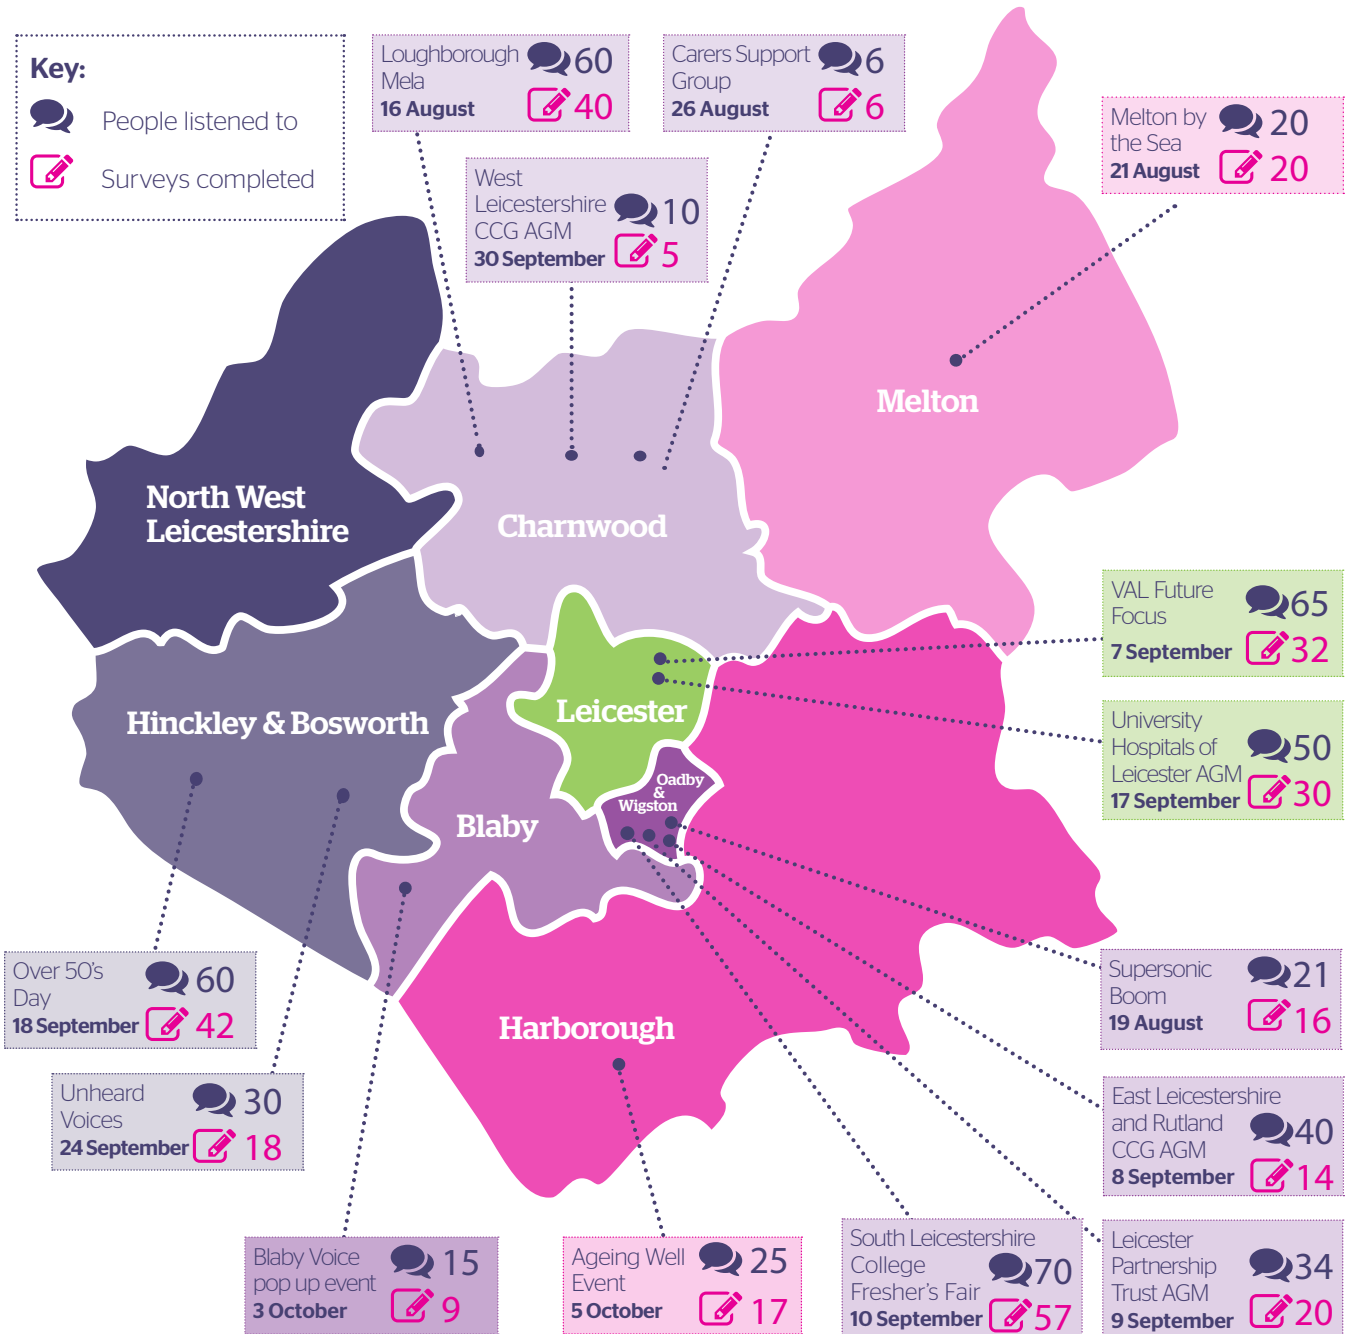 Key:
People listened to
Surveys completed
Loughborough
Mela
16 August
60
40
Carers Support
Group
26 August
6
6
West
Leicestershire
CCG AGM
30 September
10
5
Melton by
the Sea
21 August
20
20
North West
Leicestershire
Charnwood
Melton
Hinckley & Bosworth
Leicester
Oadby
&
Wigston
Blaby
Harborough
VAL Future
Focus
7 September
65
32
University
Hospitals of
Leicester AGM
17 September
50
30
Over 50's
Day
18 September
60
42
Unheard
Voices
24 September
30
18
Supersonic
Boom
19 August
21
16
East Leicestershire
and Rutland
CCG AGM
8 September
40
14
Blaby Voice
pop up event
3 October
15
9
Ageing Well
Event
5 October
25
17
South Leicestershire
College
Fresher's Fair
10 September
70
57
Leicester
Partnership
Trust AGM
9 September
34
20